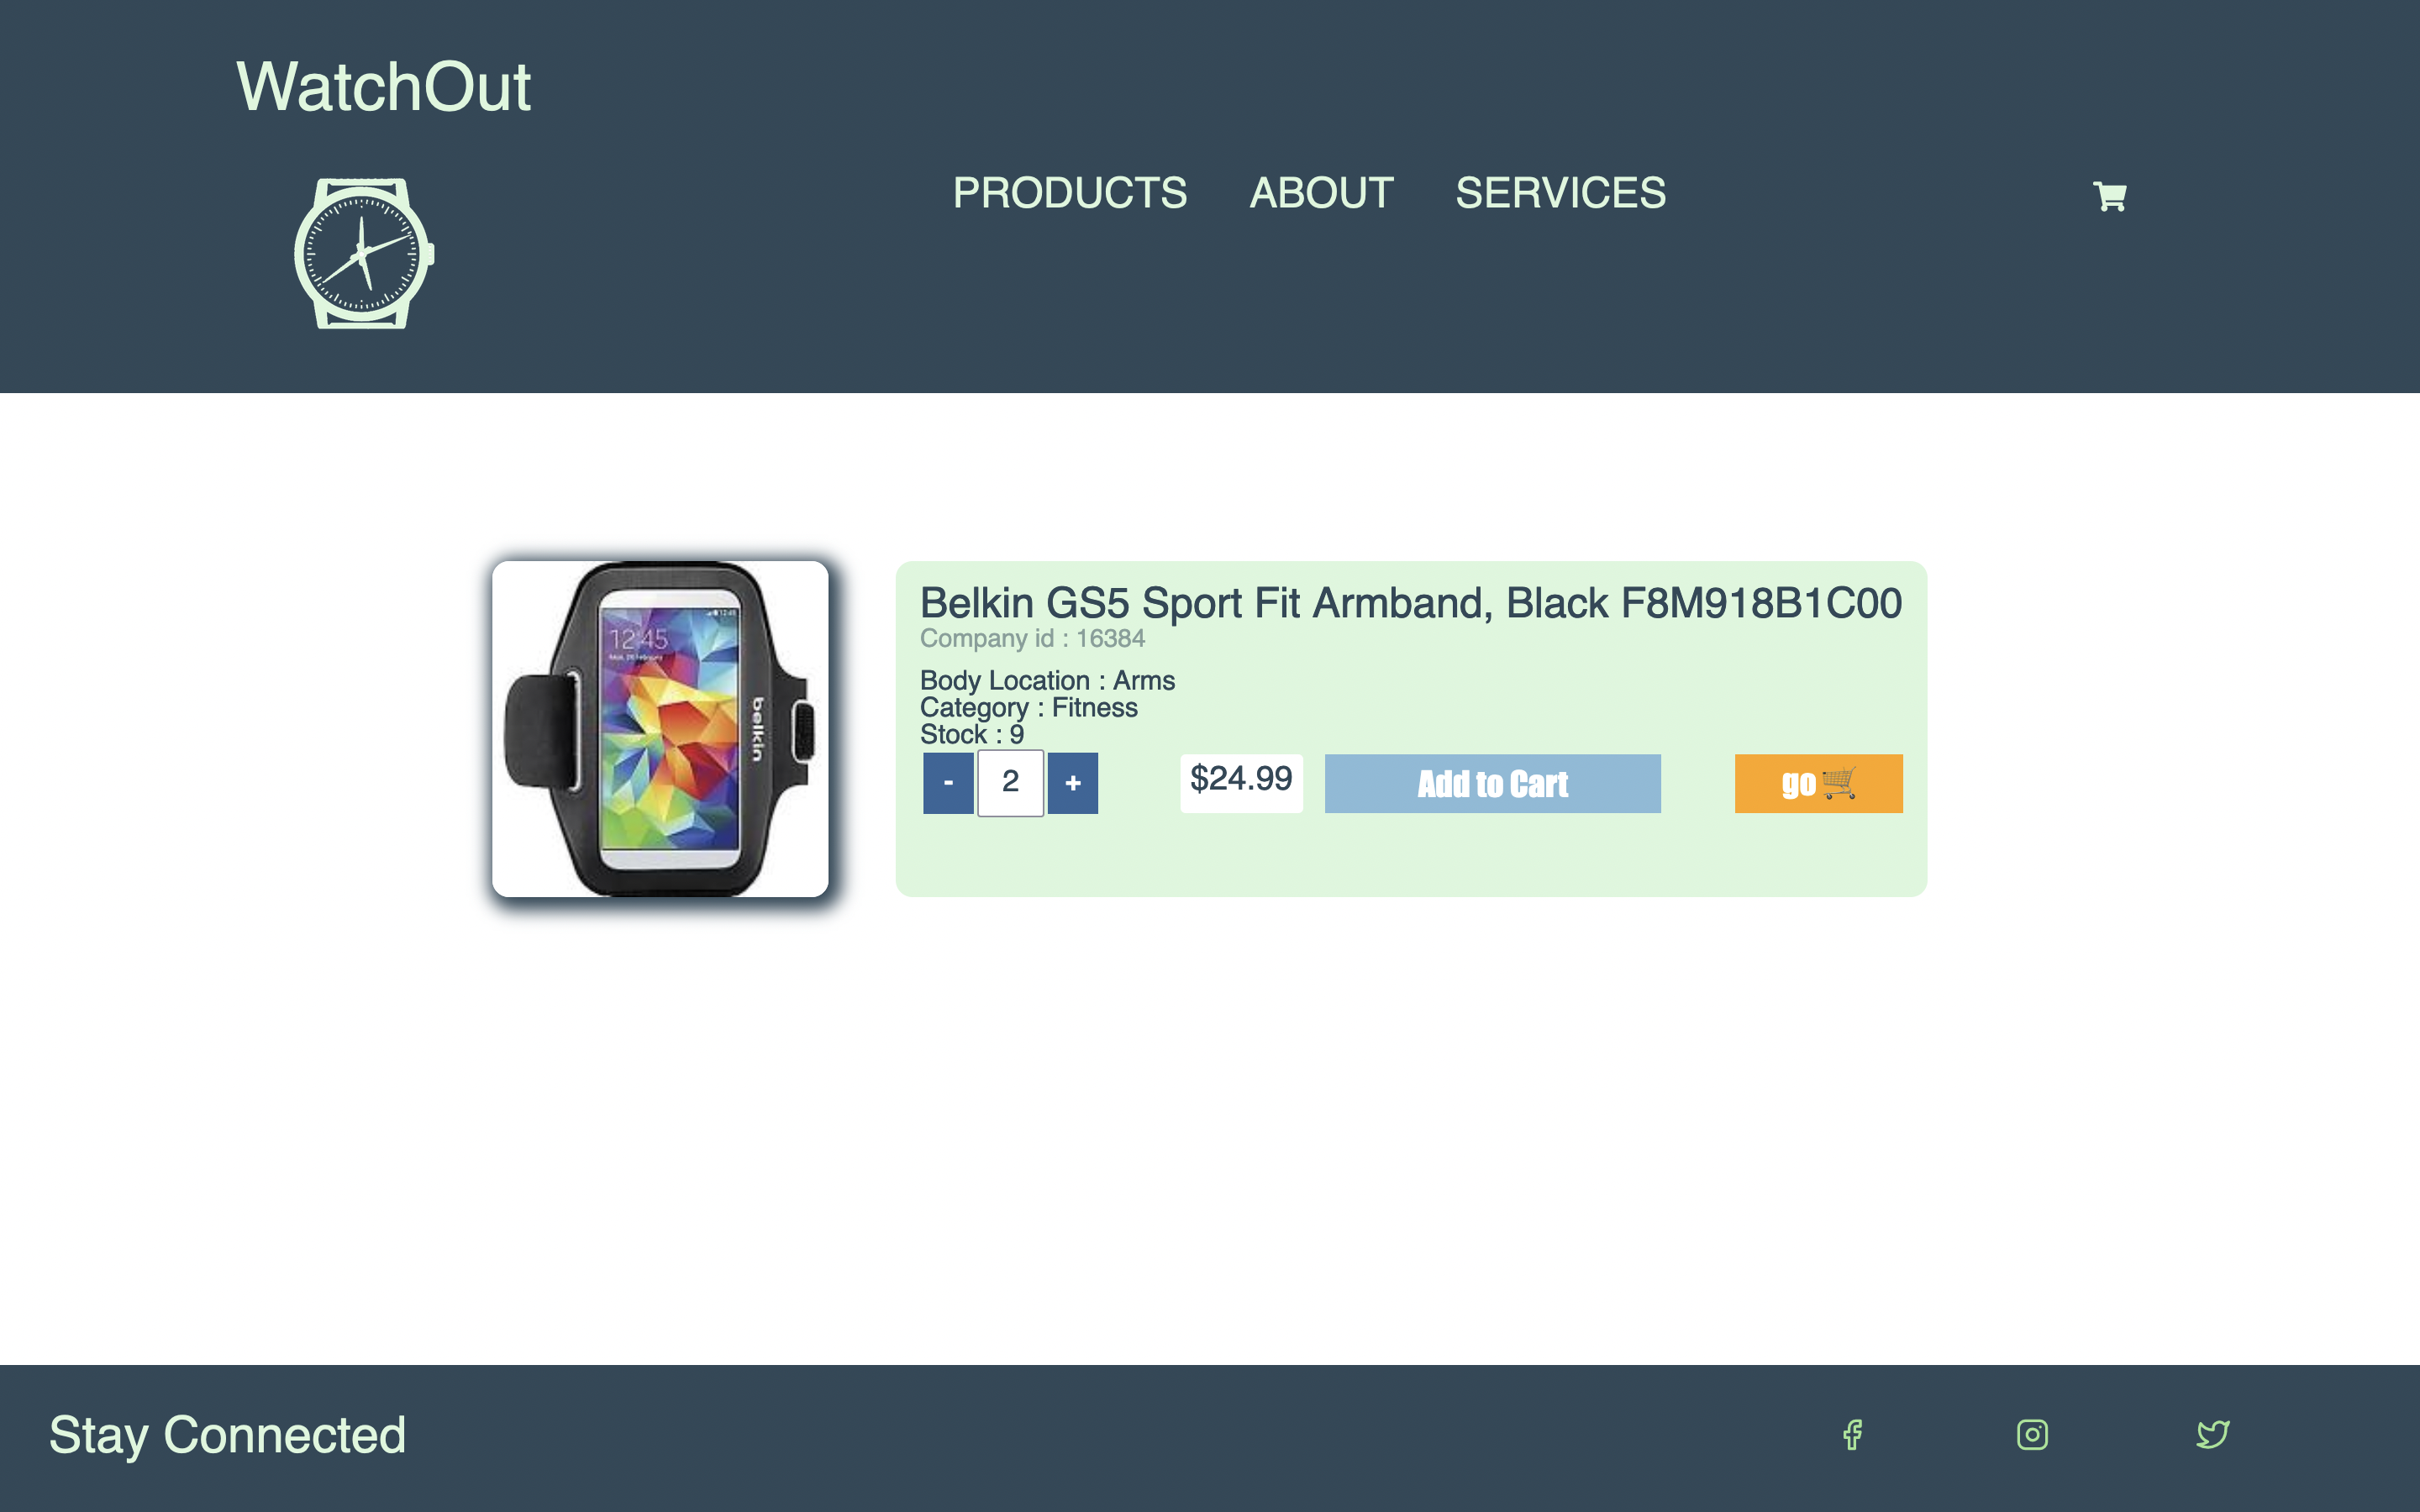 WatchOut
PRODUCTS ABOUT SERVICES
12:45
belkin
Belkin GS5 Sport Fit Armband, Black F8M918B1C00
Company id : 16384
Body Location : Arms
Category : Fitness
Stock : 9
- 2 + $24.99 Add to Cart go
Stay Connected